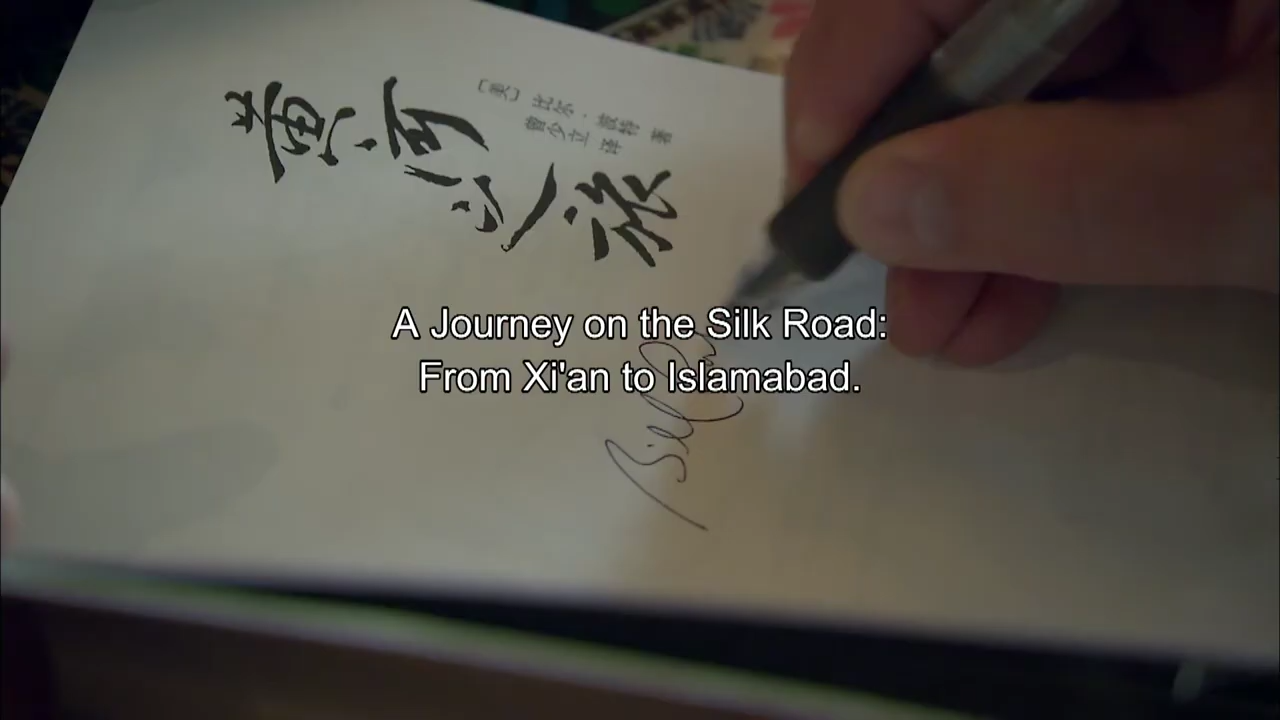 黄河之旅
〔美〕比尔·波特 著
曾少立 译
A Journey on the Silk Road:
From Xi'an to Islamabad.
Bill